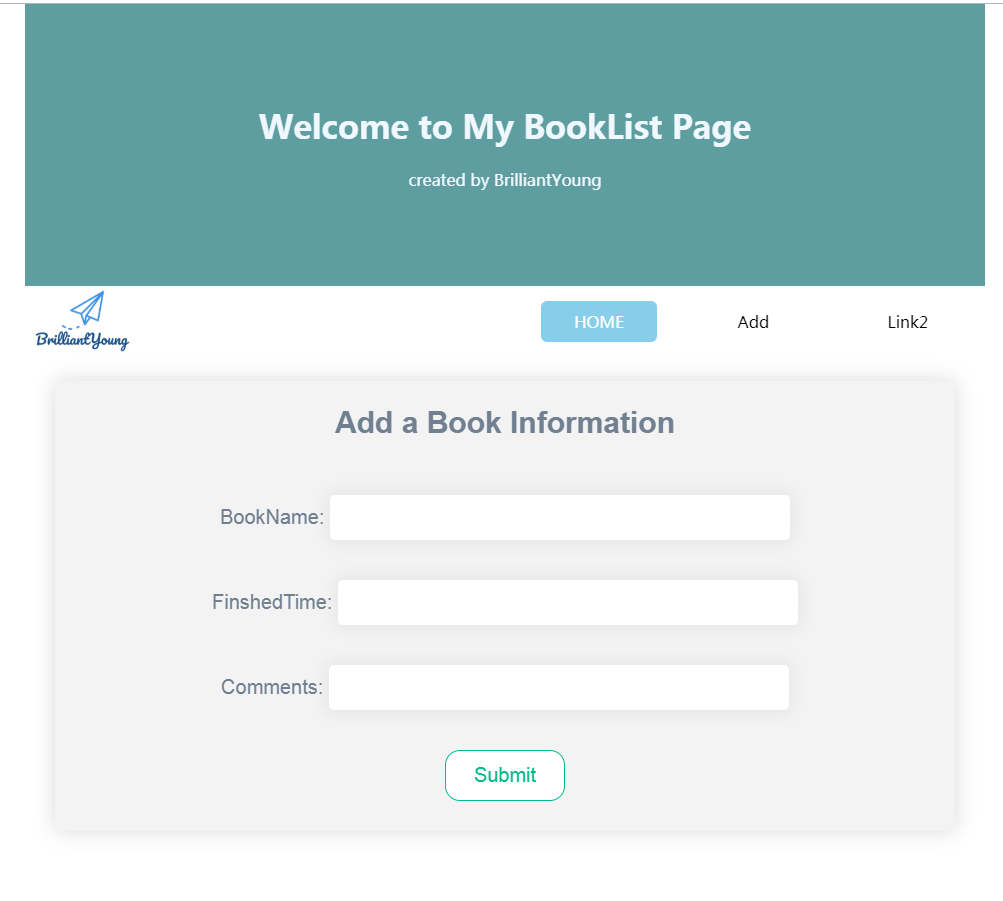 Welcome to My BookList Page
created by BrilliantYoung
BrilliantYoung
HOME
Add
Link2
Add a Book Information
BookName:
FinshedTime:
Comments:
Submit